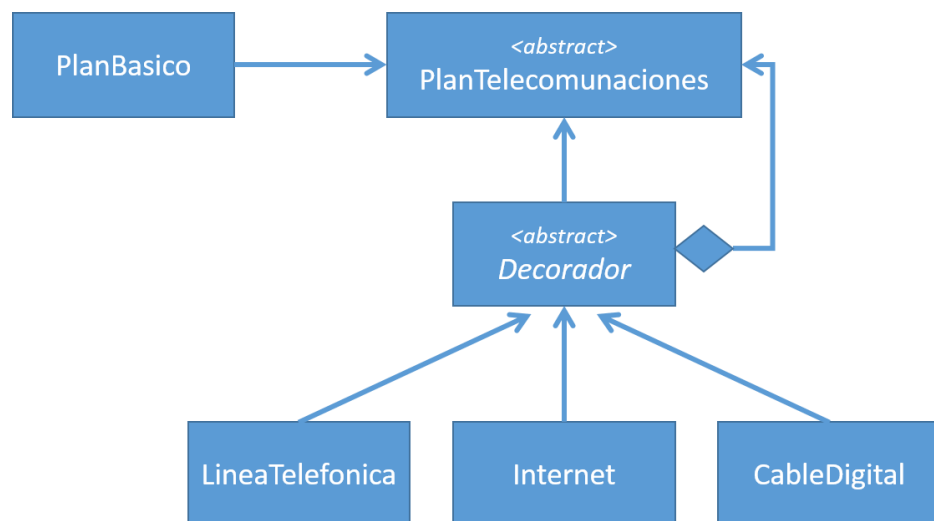 PlanBasico
<abstract>
PlanTelecomunaciones
<abstract>
Decorador
LineaTelefonica
Internet
CableDigital